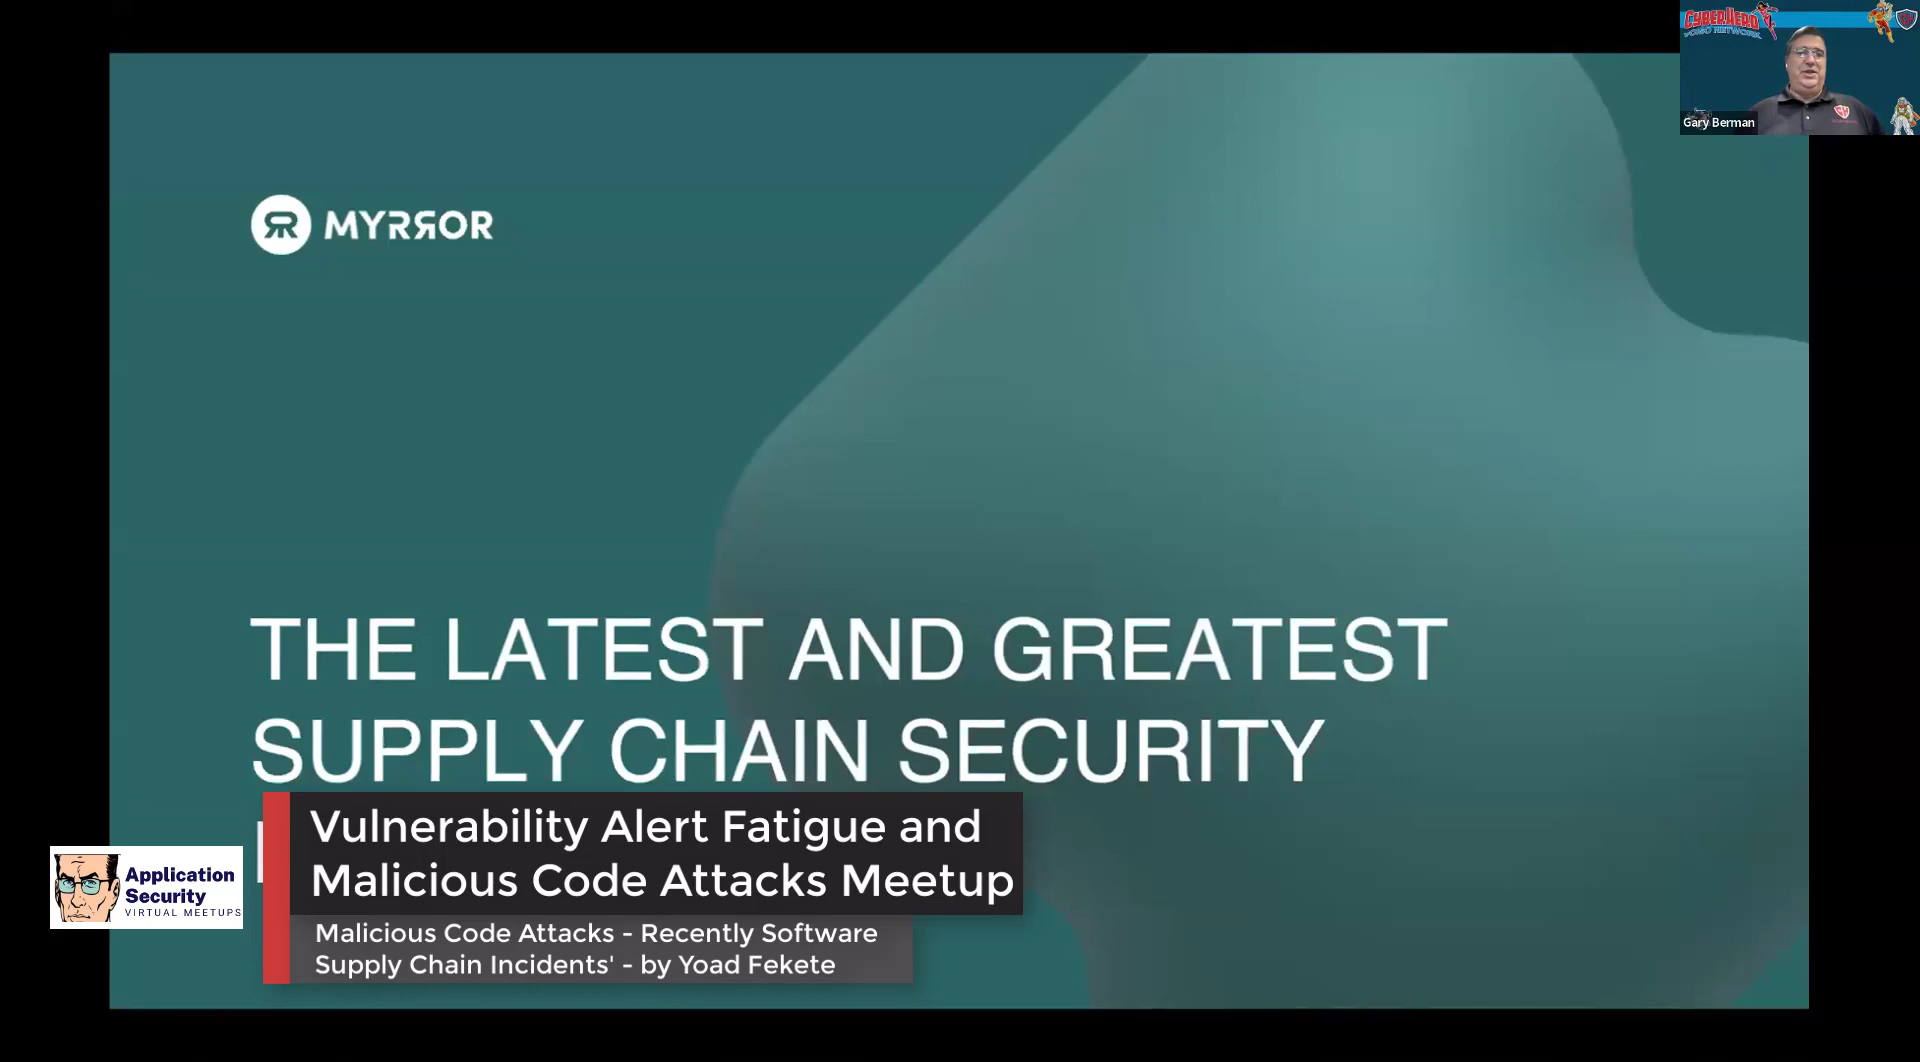 CYBERHERO
Gary Berman
MYRROR
THE LATEST AND GREATEST
SUPPLY CHAIN SECURITY
Vulnerability Alert Fatigue and
Malicious Code Attacks Meetup
Application
Security
VIRTUAL MEETUPS
Malicious Code Attacks - Recently Software
Supply Chain Incidents' - by Yoad Fekete